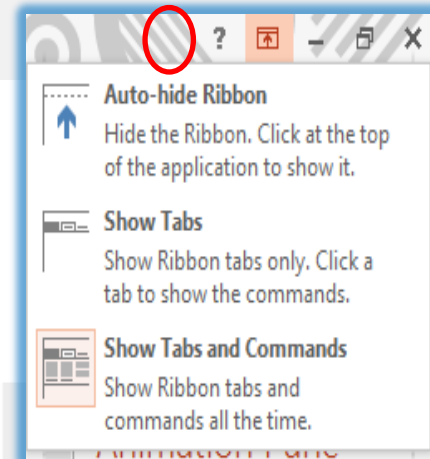 ?
Auto-hide Ribbon
Hide the Ribbon. Click at the top
of the application to show it.
Show Tabs
Show Ribbon tabs only. Click a
tab to show the commands.
Show Tabs and Commands
Show Ribbon tabs and
commands all the time.
Animation Pane